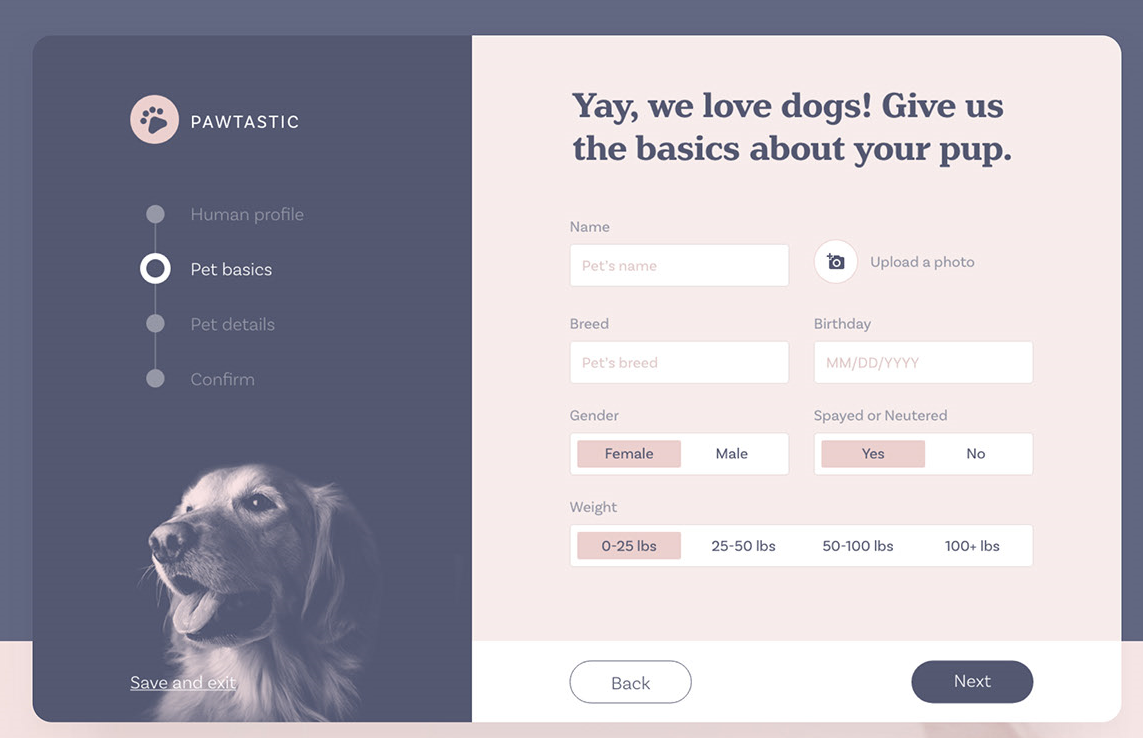 PAWTASTIC
Human profile
Pet basics
Pet details
Confirm
Save and exit
Yay, we love dogs! Give us
the basics about your pup.
Name
Pet's name
Upload a photo
Breed
Birthday
Pet's breed
MM/DD/YYYY
Gender
Spayed or Neutered
Female Male
Yes No
Weight
0-25 lbs 25-50 lbs 50-100 lbs 100+ lbs
Back
Next